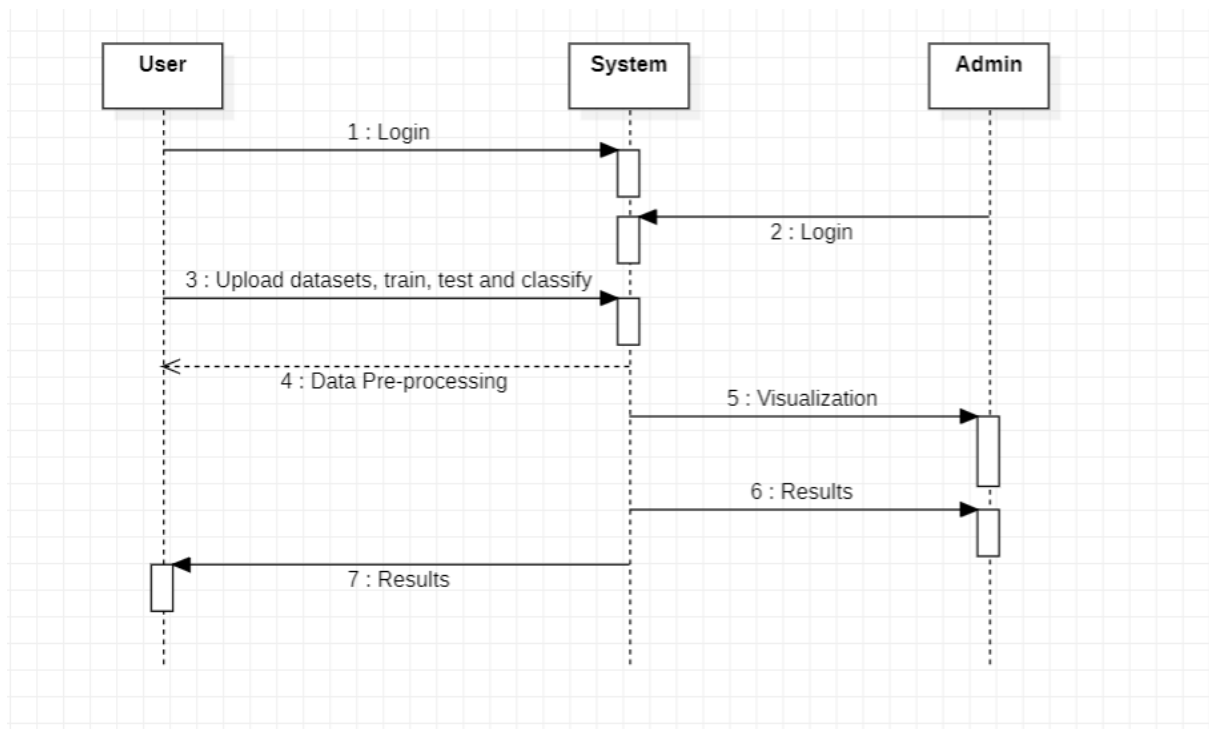 User
System
Admin
1 : Login
2 : Login
3 : Upload datasets, train, test and classify
4 : Data Pre-processing
5 : Visualization
6 : Results
7 : Results